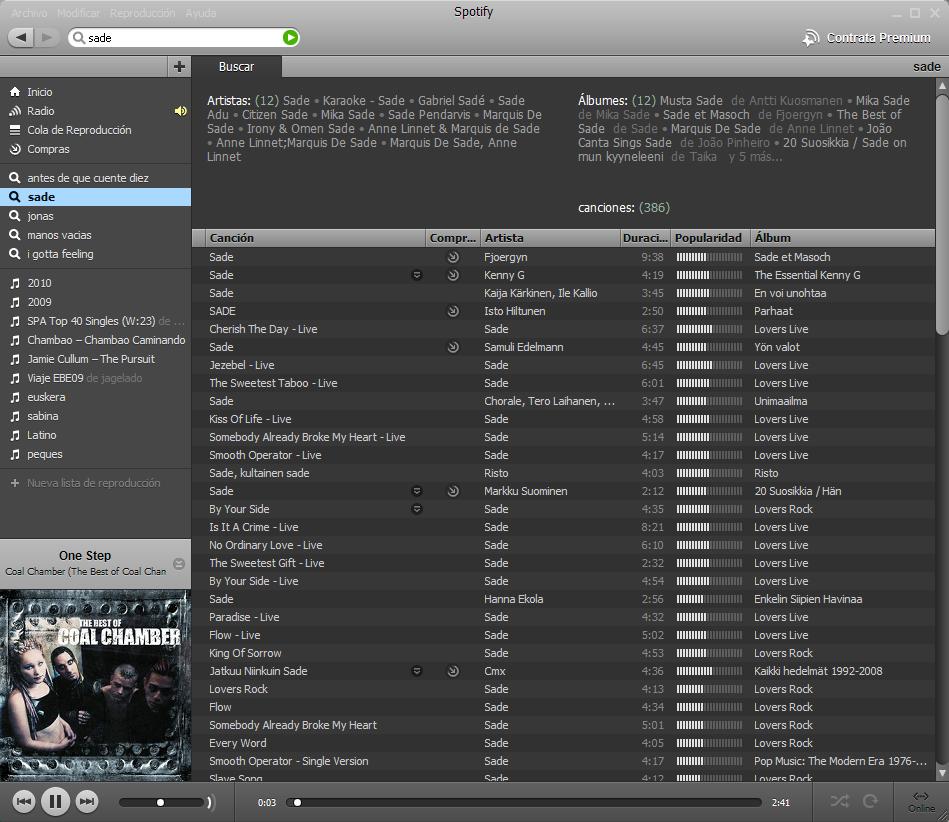 Spotify
Archivo Modificar Reproducción Ayuda
sade
Contrata Premium
Buscar
sade
Inicio
Radio
Cola de Reproducción
Compras
antes de que cuente diez
sade
jonas
manos vacias
i gotta feeling
2010
2009
SPA Top 40 Singles (W:23) de ...
Chambao – Chambao Caminando
Jamie Cullum – The Pursuit
Viaje EBE09 de jagelado
euskera
sabina
Latino
peques
+ Nueva lista de reproducción
One Step
Coal Chamber (The Best of Coal Chan
THE BEST OF
COAL CHAMBER
Artistas: (12) Sade • Karaoke - Sade • Gabriel Sadé • Sade
Adu • Citizen Sade • Mika Sade • Sade Pendarvis • Marquis De
Sade • Irony & Omen Sade • Anne Linnet & Marquis de Sade
• Anne Linnet;Marquis De Sade • Marquis De Sade, Anne
Linnet
Álbumes: (12) Musta Sade de Antti Kuosmanen • Mika Sade
de Mika Sade • Sade et Masoch de Fjoergyn • The Best of
Sade de Sade • Marquis De Sade de Anne Linnet • João
Canta Sings Sade de João Pinheiro • 20 Suosikkia / Sade on
mun kyyneleeni de Taika y 5 más...
canciones: (386)
Canción Compr... Artista Duraci... Popularidad Álbum
Sade Fjoergyn 9:38 Sade et Masoch
Sade Kenny G 4:19 The Essential Kenny G
Sade Kaija Kärkinen, Ile Kallio 3:45 En voi unohtaa
SADE Isto Hiltunen 2:50 Parhaat
Cherish The Day - Live Sade 6:37 Lovers Live
Sade Samuli Edelmann 4:45 Yön valot
Jezebel - Live Sade 6:45 Lovers Live
The Sweetest Taboo - Live Sade 6:01 Lovers Live
Sade Chorale, Tero Laihanen, ... 3:47 Unimaailma
Kiss Of Life - Live Sade 4:58 Lovers Live
Somebody Already Broke My Heart - Live Sade 5:14 Lovers Live
Smooth Operator - Live Sade 4:17 Lovers Live
Sade, kultainen sade Risto 4:03 Risto
Sade Markku Suominen 2:12 20 Suosikkia / Hän
By Your Side Sade 4:35 Lovers Rock
Is It A Crime - Live Sade 8:21 Lovers Live
No Ordinary Love - Live Sade 6:10 Lovers Live
The Sweetest Gift - Live Sade 2:32 Lovers Live
By Your Side - Live Sade 4:54 Lovers Live
Sade Hanna Ekola 2:56 Enkelin Siipien Havinaa
Paradise - Live Sade 4:32 Lovers Live
Flow - Live Sade 5:02 Lovers Live
King Of Sorrow Sade 4:53 Lovers Rock
Jatkuu Niinkuin Sade Cmx 4:36 Kaikki hedelmät 1992-2008
Lovers Rock Sade 4:13 Lovers Rock
Flow Sade 4:34 Lovers Rock
Somebody Already Broke My Heart Sade 5:01 Lovers Rock
Every Word Sade 4:05 Lovers Rock
Smooth Operator - Single Version Sade 4:17 Pop Music: The Modern Era 1976-...
Slave Song Sade 4:12 Lovers Rock
0:03 2:41
Online